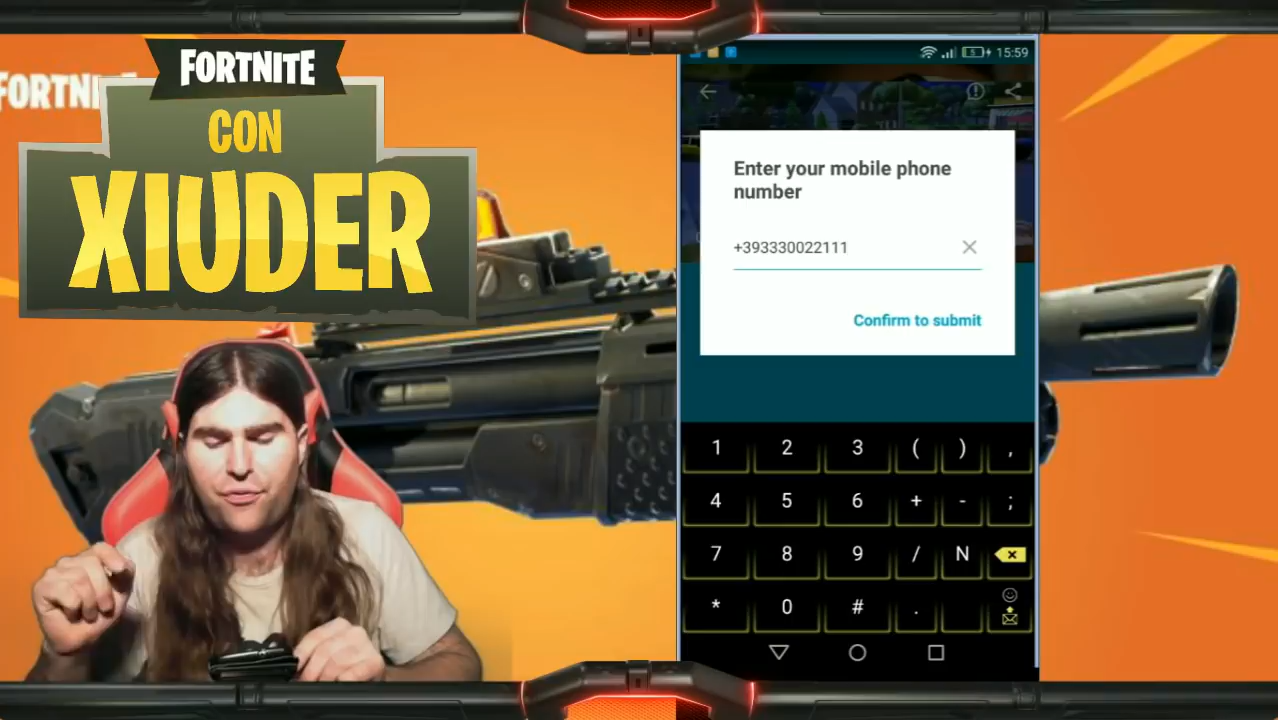 FORTNI
FORTNITE
CON
XIUDER
5
15:59
Enter your mobile phone
number
+393330022111
Confirm to submit
1 2 3 ( ) ,
4 5 6 + - ;
7 8 9 / N
* 0 # .